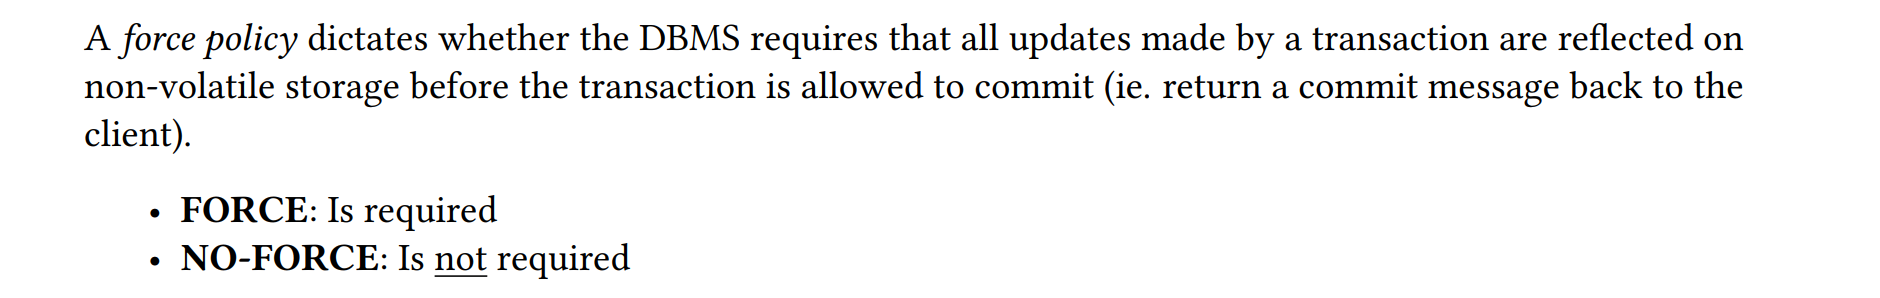 A force policy dictates whether the DBMS requires that all updates made by a transaction are reflected on
non-volatile storage before the transaction is allowed to commit (ie. return a commit message back to the
client).
• FORCE: Is required
• NO-FORCE: Is not required